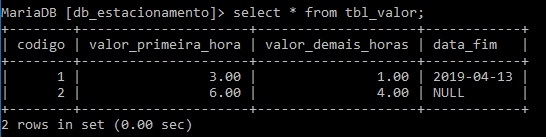 MariaDB [db_estacionamento]> select * from tbl_valor;
+--------+---------------------+--------------------+------------+
| codigo | valor_primeira_hora | valor_demais_horas | data_fim   |
+--------+---------------------+--------------------+------------+
|      1 |                3.00 |               1.00 | 2019-04-13 |
|      2 |                6.00 |               4.00 | NULL       |
+--------+---------------------+--------------------+------------+
2 rows in set (0.00 sec)